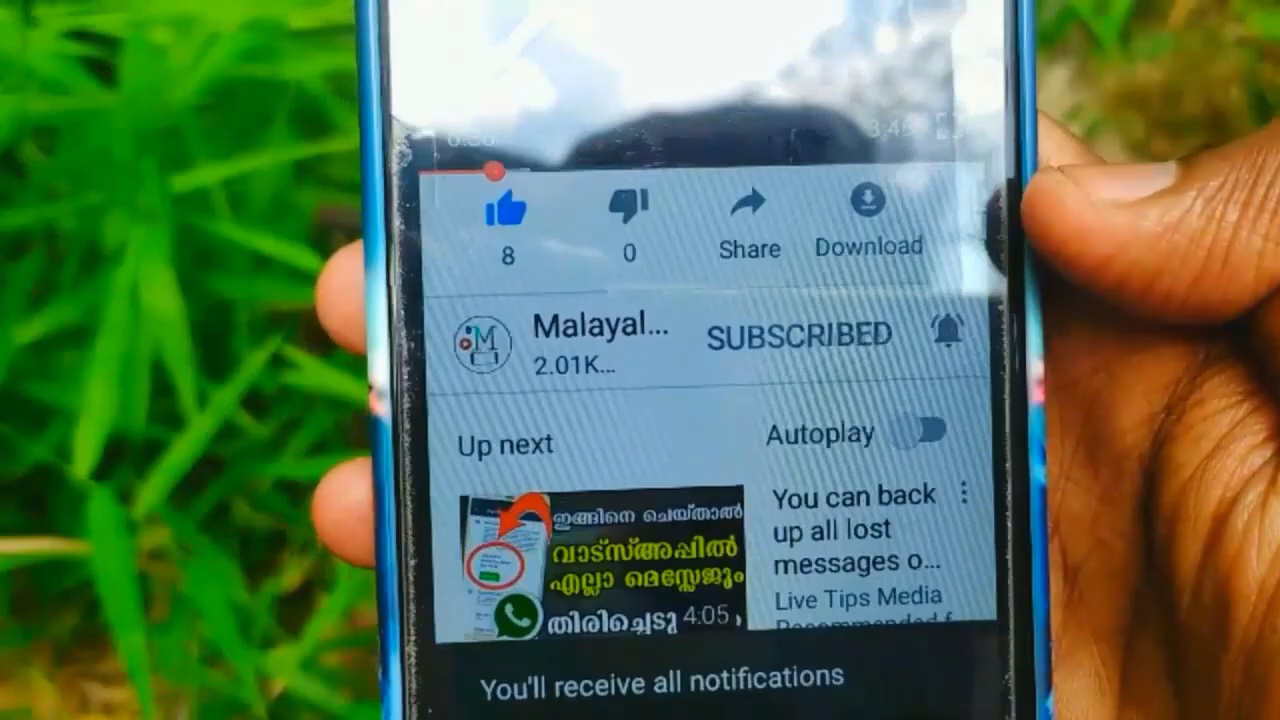 8
0
Share
Download
M
Malayal...
SUBSCRIBED
2.01K...
Up next
Autoplay
ഇങ്ങിനെ ചെയ്താൽ
വാട്സ്അപ്പിൽ
എല്ലാ മെസ്സേജും
തിരിച്ചെടു
4:05
You can back
up all lost
messages o...
Live Tips Media
You'll receive all notifications